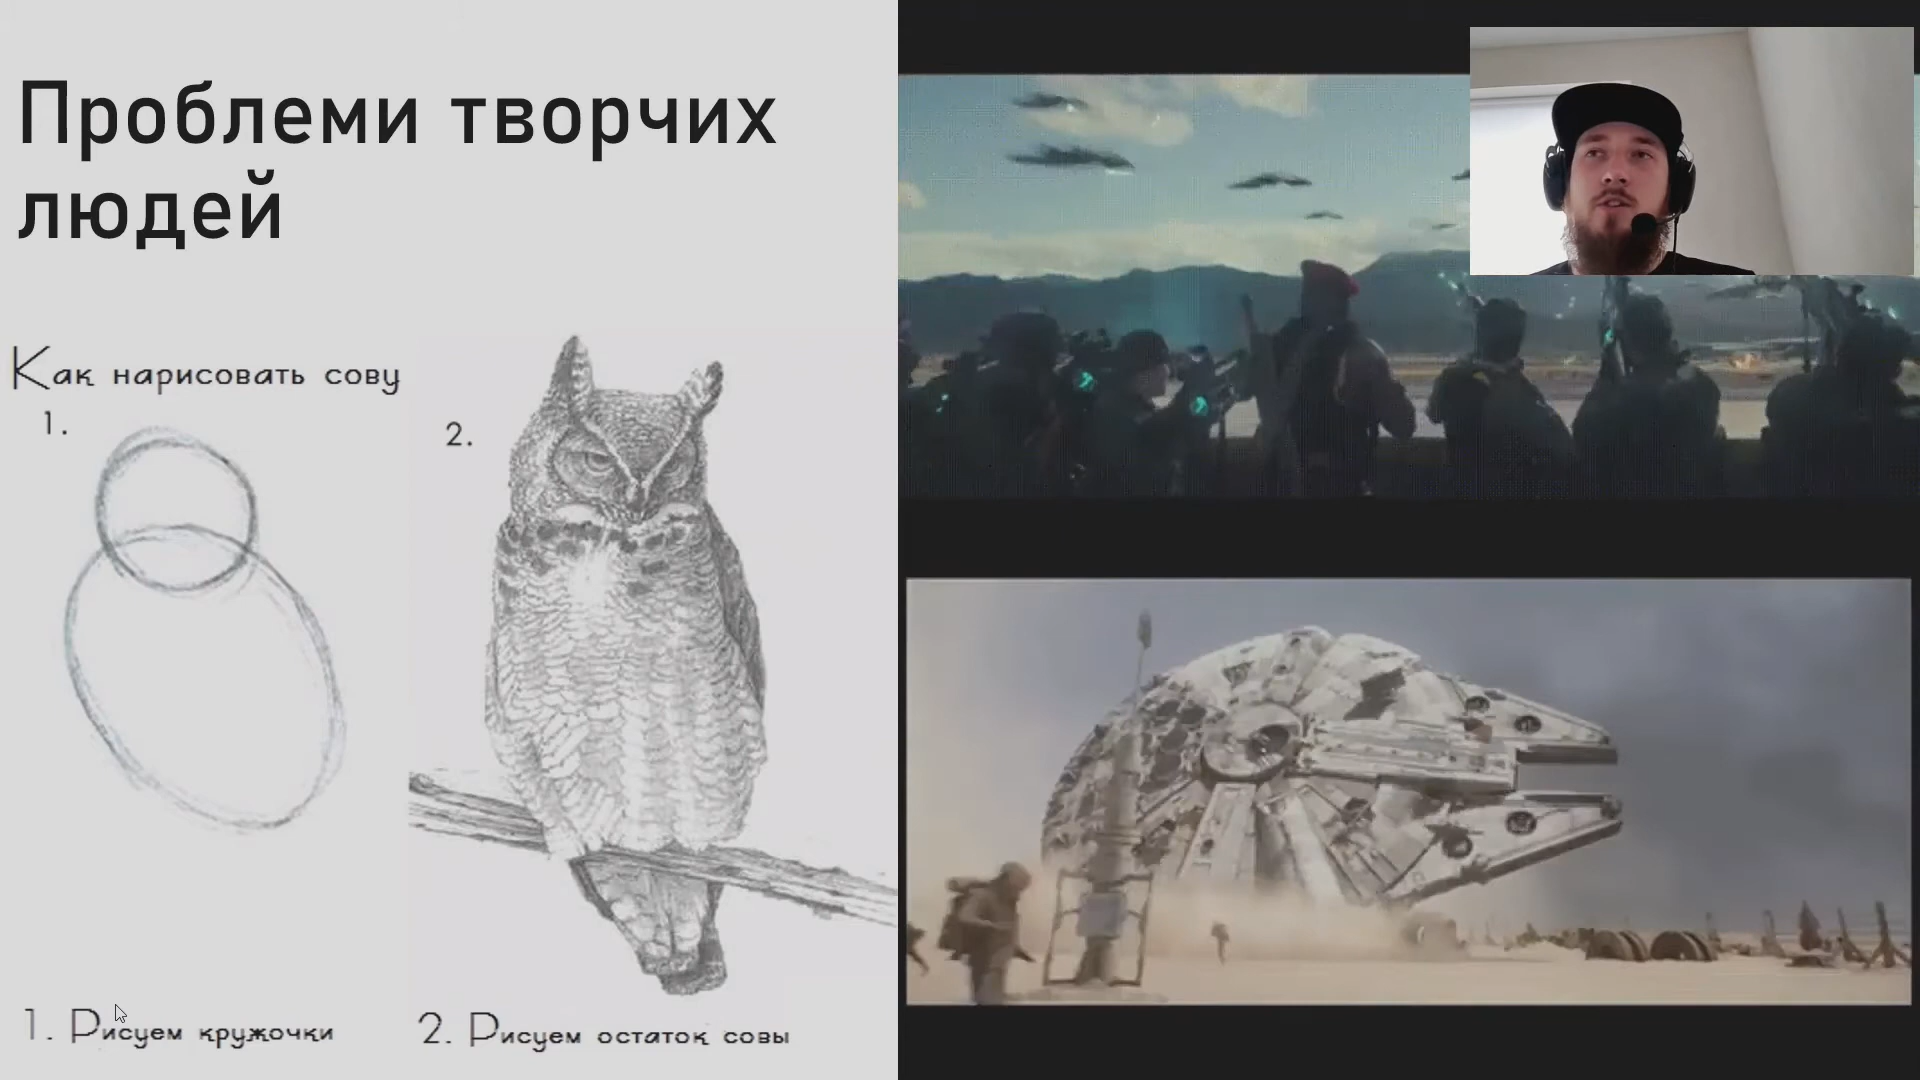 Проблеми творчих
людей
Как нарисовать сову
1.
2.
1. Рисуем кружочки
2. Рисуем остаток совы